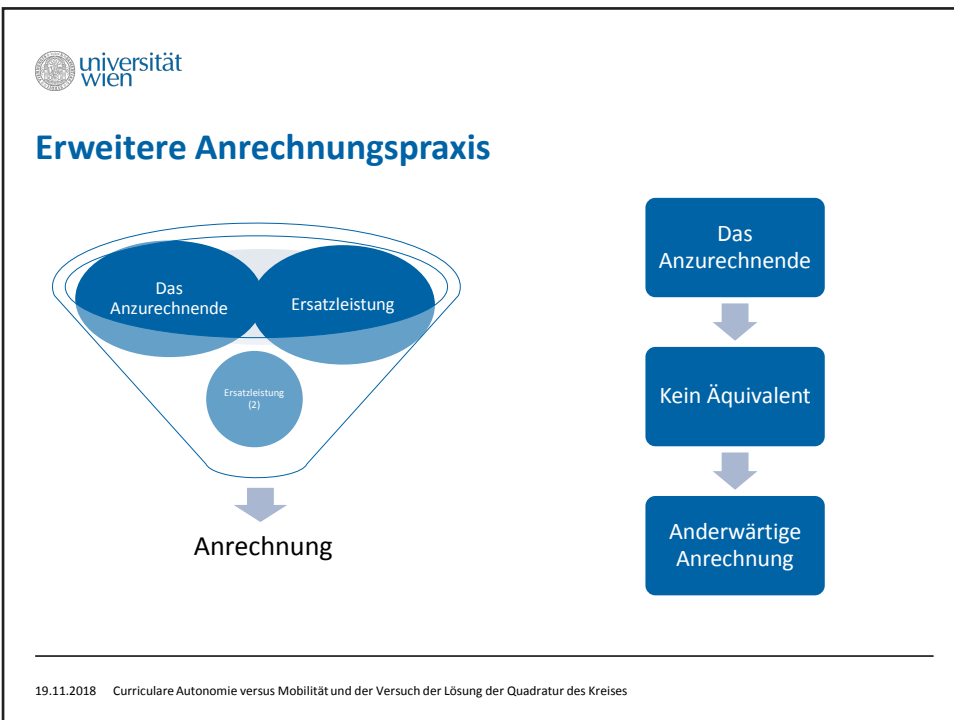 universität
wien
Erweitere Anrechnungspraxis
Das
Anzurechnende
Ersatzleistung
Ersatzleistung
(2)
Anrechnung
Das
Anzurechnende
Kein Äquivalent
Anderwärtige
Anrechnung
19.11.2018 Curriculare Autonomie versus Mobilität und der Versuch der Lösung der Quadratur des Kreises